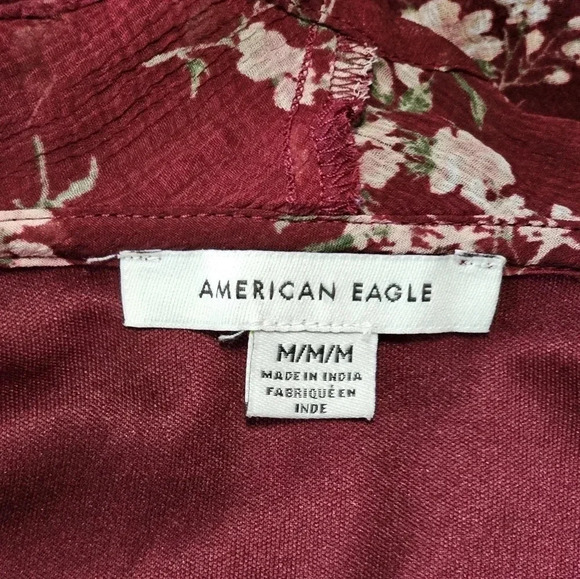 AMERICAN EAGLE
M/M/M
MADE IN INDIA
FABRIQUÉ EN
INDE